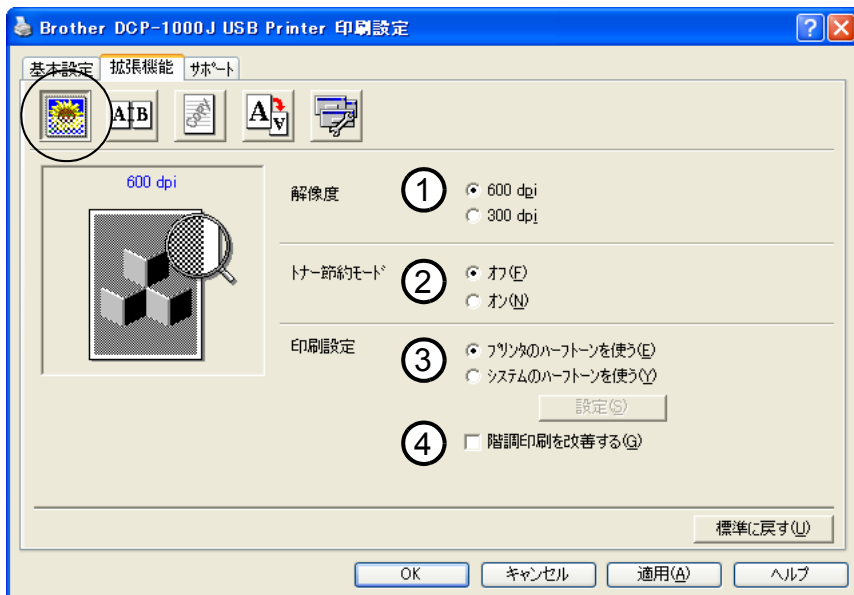 Brother DCP-1000J USB Printer 印刷設定
基本設定 拡張機能 サポート
A B copy A A
600 dpi
解像度 1 600 dpi
300 dpi
トナー節約モード 2 オフ(F)
オン(N)
印刷設定 3 プリンタのハーフトーンを使う(E)
システムのハーフトーンを使う(Y)
設定(S)
4 階調印刷を改善する(G)
標準に戻す(U)
OK キャンセル 適用(A) ヘルプ